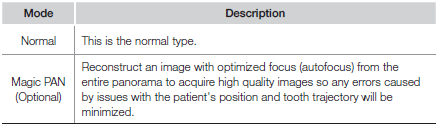 Mode Description
Normal This is the normal type.
Reconstruct an image with optimized focus (autofocus) from the
Magic PAN entire panorama to acquire high quality images so any errors caused
(Optional) by issues with the patient's position and tooth trajectory will be
minimized.